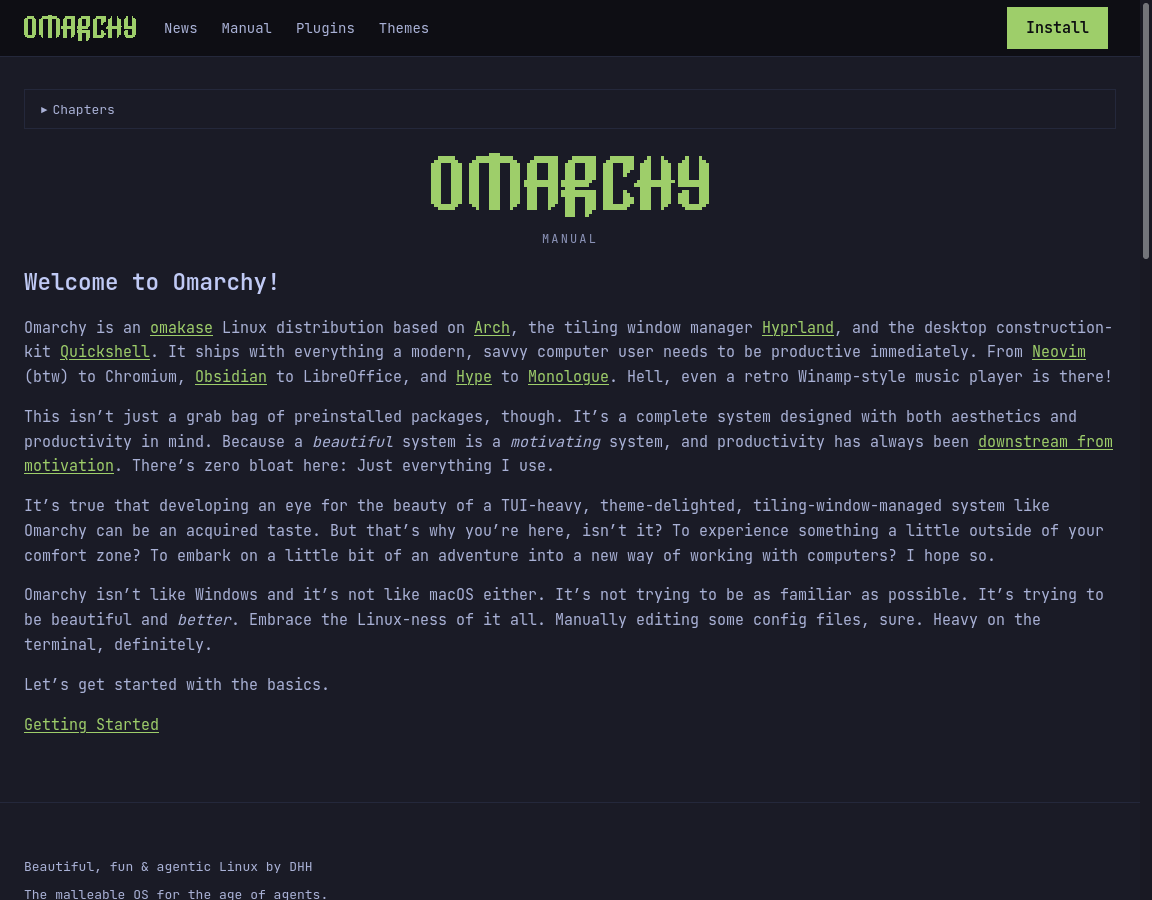 OMARCHY News Manual Plugins Themes Install
▶ Chapters
OMARCHY
MANUAL
Welcome to Omarchy!
Omarchy is an omakase Linux distribution based on Arch, the tiling window manager Hyprland, and the desktop construction-
kit Quickshell. It ships with everything a modern, savvy computer user needs to be productive immediately. From Neovim
(btw) to Chromium, Obsidian to LibreOffice, and Hype to Monologue. Hell, even a retro Winamp-style music player is there!
This isn’t just a grab bag of preinstalled packages, though. It’s a complete system designed with both aesthetics and
productivity in mind. Because a beautiful system is a motivating system, and productivity has always been downstream from
motivation. There’s zero bloat here: Just everything I use.
It’s true that developing an eye for the beauty of a TUI-heavy, theme-delighted, tiling-window-managed system like
Omarchy can be an acquired taste. But that’s why you’re here, isn’t it? To experience something a little outside of your
comfort zone? To embark on a little bit of an adventure into a new way of working with computers? I hope so.
Omarchy isn’t like Windows and it’s not like macOS either. It’s not trying to be as familiar as possible. It’s trying to
be beautiful and better. Embrace the Linux-ness of it all. Manually editing some config files, sure. Heavy on the
terminal, definitely.
Let’s get started with the basics.
Getting Started
Beautiful, fun & agentic Linux by DHH
The malleable OS for the age of agents.